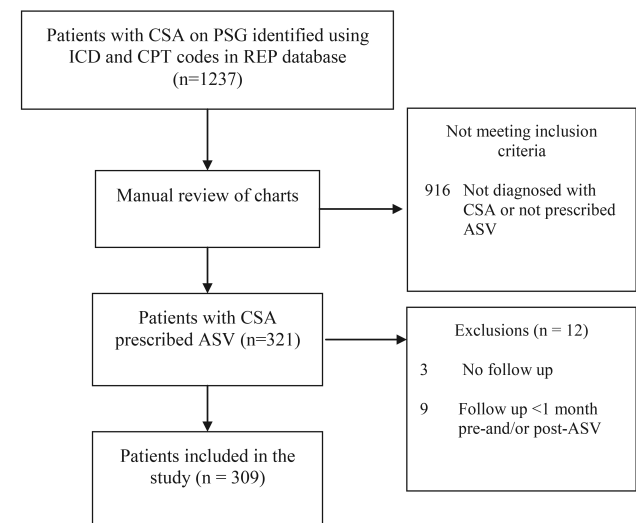 Patients with CSA on PSG identified using
ICD and CPT codes in REP database
(n=1237)
Not meeting inclusion
criteria
916 Not diagnosed with
CSA or not prescribed
ASV
Manual review of charts
Patients with CSA
prescribed ASV (n=321)
Exclusions (n = 12)
3 No follow up
9 Follow up <1 month
pre-and/or post-ASV
Patients included in the
study (n = 309)